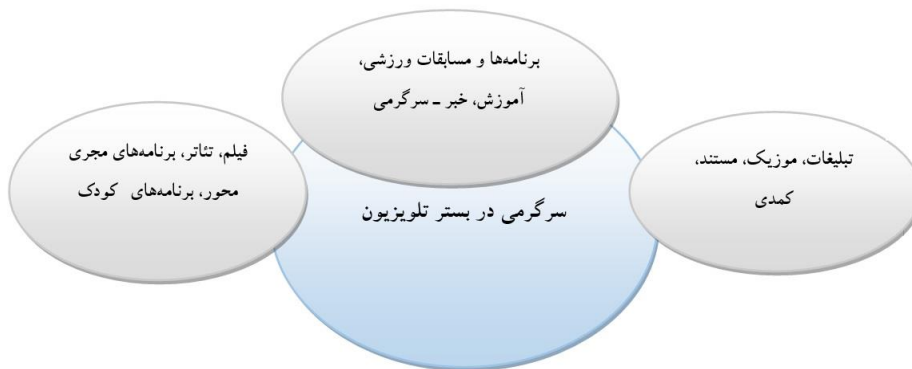 برنامه‌ها و مسابقات ورزشی،
آموزش، خبر ـ سرگرمی
تبلیغات، موزیک، مستند،
کمدی
فیلم، تئاتر، برنامه‌های مجری
محور، برنامه‌های کودک
سرگرمی در بستر تلویزیون